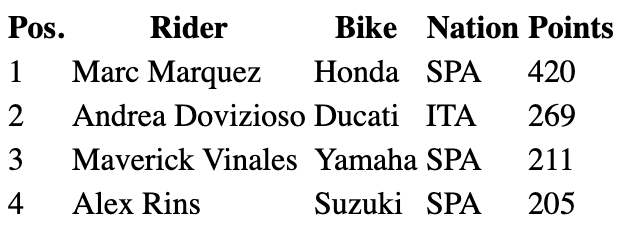 Pos. Rider Bike Nation Points
1 Marc Marquez Honda SPA 420
2 Andrea Dovizioso Ducati ITA 269
3 Maverick Vinales Yamaha SPA 211
4 Alex Rins Suzuki SPA 205